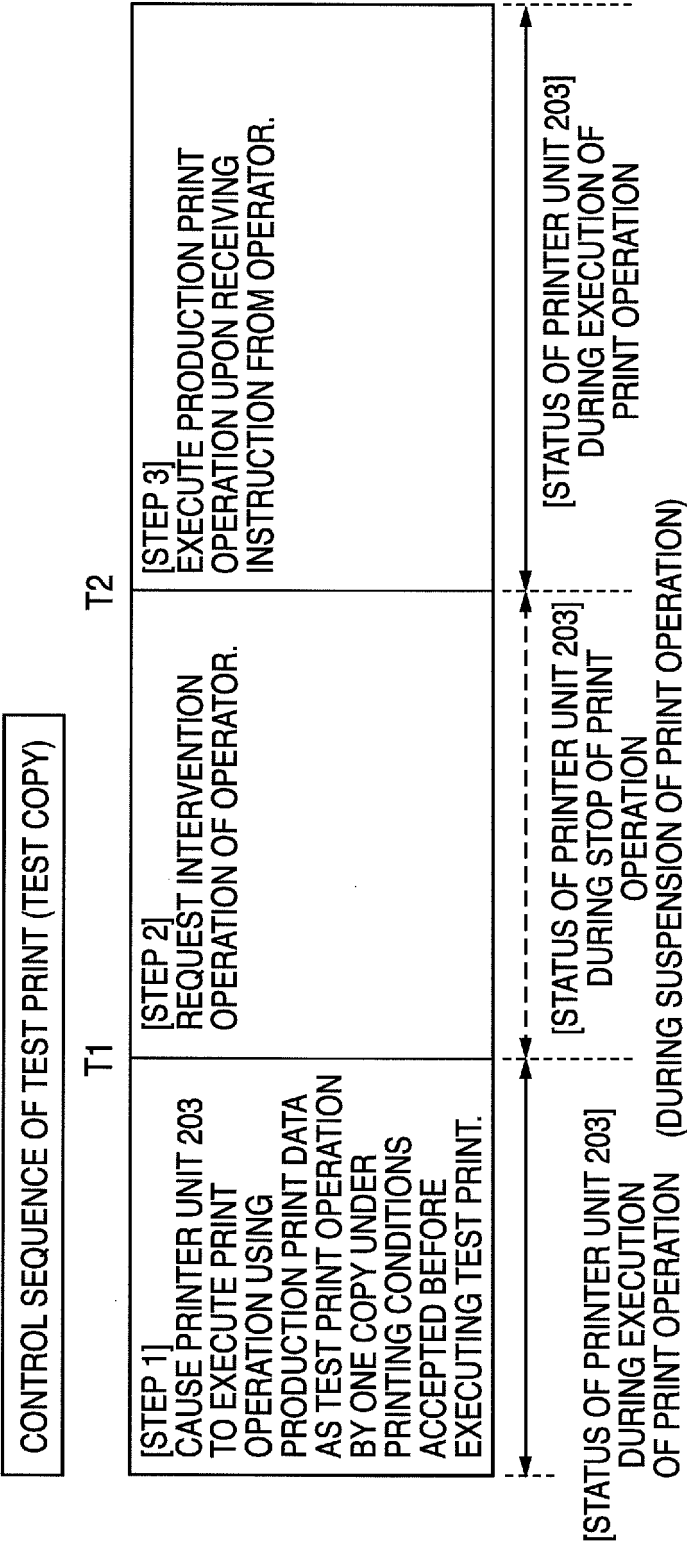 CONTROL SEQUENCE OF TEST PRINT (TEST COPY)
T1
T2
[STEP 1]
CAUSE PRINTER UNIT 203
TO EXECUTE PRINT
OPERATION USING
PRODUCTION PRINT DATA
AS TEST PRINT OPERATION
BY ONE COPY UNDER
PRINTING CONDITIONS
ACCEPTED BEFORE
EXECUTING TEST PRINT.
[STEP 2]
REQUEST INTERVENTION
OPERATION OF OPERATOR.
[STEP 3]
EXECUTE PRODUCTION PRINT
OPERATION UPON RECEIVING
INSTRUCTION FROM OPERATOR.
[STATUS OF PRINTER UNIT 203]
DURING EXECUTION
OF PRINT OPERATION
[STATUS OF PRINTER UNIT 203]
DURING STOP OF PRINT
OPERATION
(DURING SUSPENSION OF PRINT OPERATION)
[STATUS OF PRINTER UNIT 203]
DURING EXECUTION OF
PRINT OPERATION